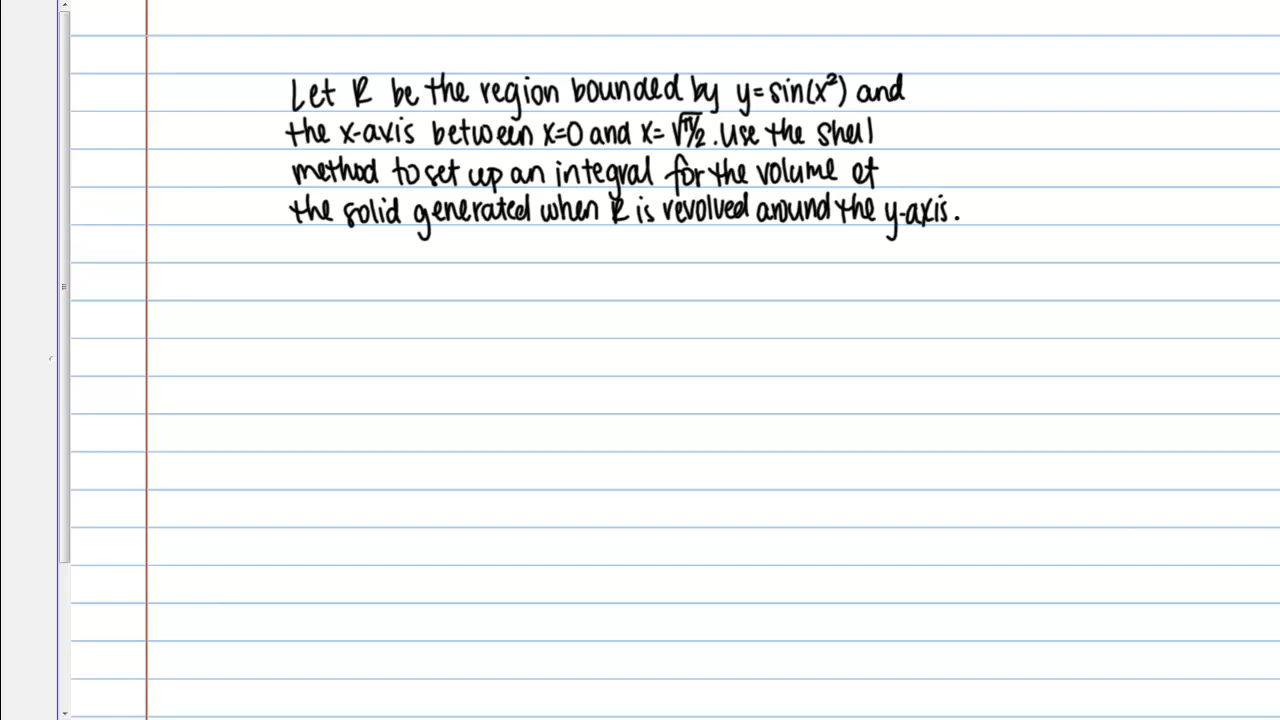 Let R be the region bounded by y=sin(x²) and
the x-axis between x=0 and x=√π/2. Use the shell
method to set up an integral for the volume of
the solid generated when R is revolved around the y-axis.